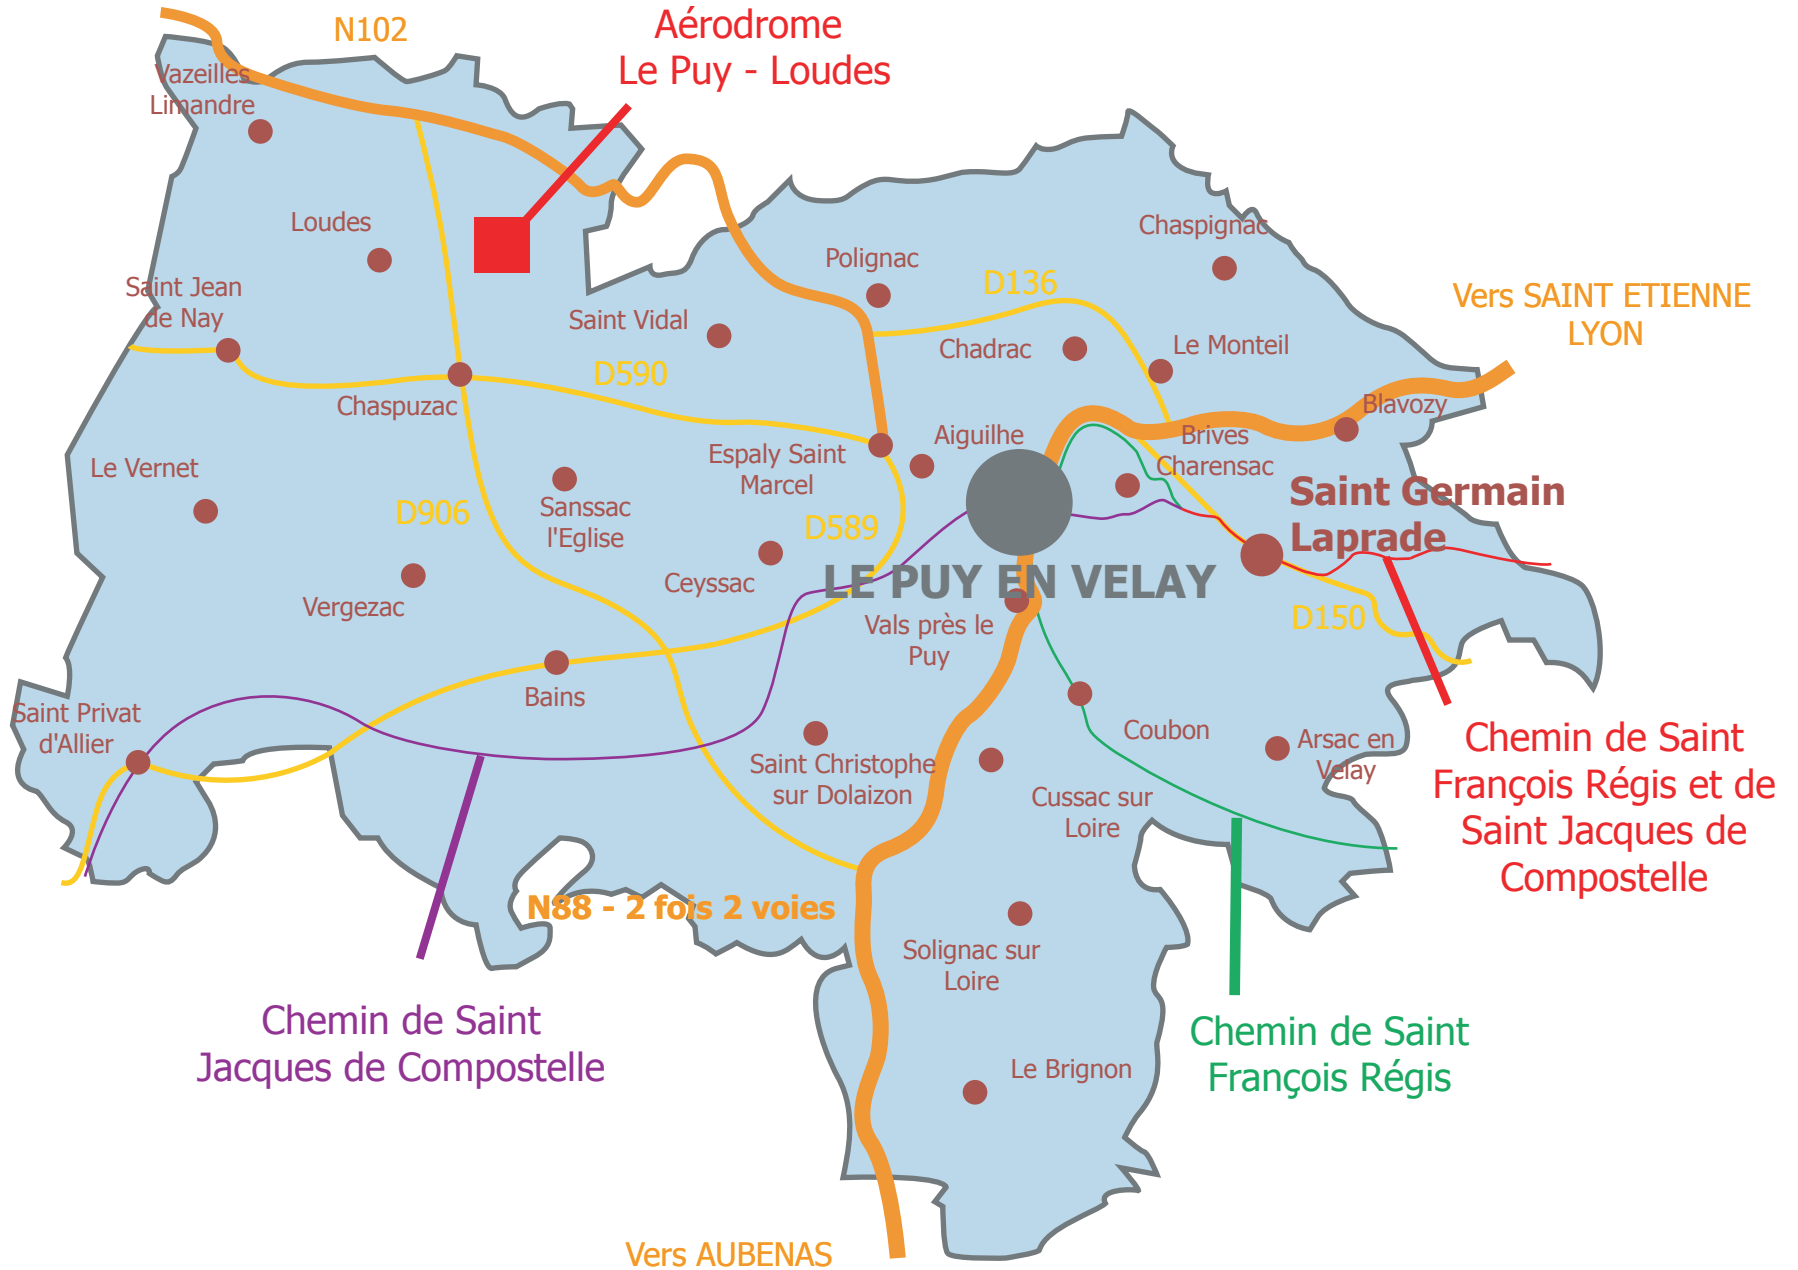 N102
Aérodrome
Le Puy - Loudes
Vazeilles
Limandre
Loudes
Saint Jean
de Nay
Chaspignac
Polignac
D136
Vers SAINT ETIENNE
LYON
Saint Vidal
Chadrac
Le Monteil
D590
Chaspuzac
Blavozy
Aiguilhe
Brives
Charensac
Espaly Saint
Marcel
Le Vernet
D906
Sanssac
l'Eglise
D589
Saint Germain
Laprade
Ceyssac
LE PUY EN VELAY
Vergezac
Vals près le
Puy
D150
Bains
Saint Privat
d'Allier
Coubon
Arsac en
Velay
Saint Christophe
sur Dolaizon
Cussac sur
Loire
Chemin de Saint
François Régis et de
Saint Jacques de
Compostelle
N88 - 2 fois 2 voies
Solignac sur
Loire
Chemin de Saint
Jacques de Compostelle
Chemin de Saint
François Régis
Le Brignon
Vers AUBENAS